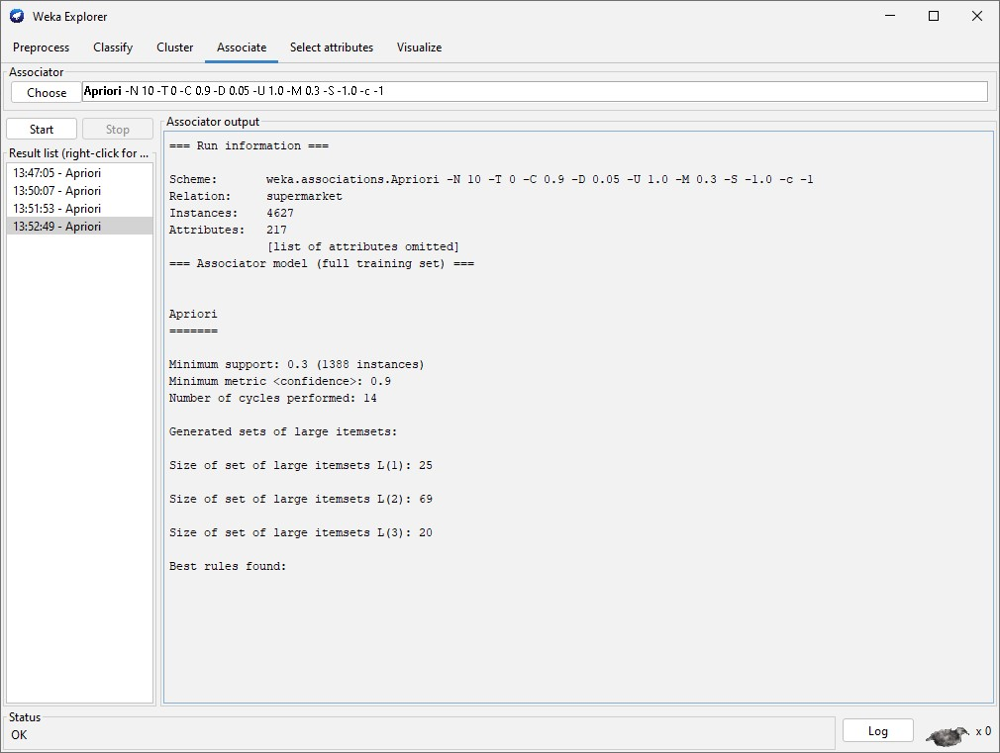 Weka Explorer
Preprocess Classify Cluster Associate Select attributes Visualize
Associator
Choose Apriori -N 10 -T 0 -C 0.9 -D 0.05 -U 1.0 -M 0.3 -S -1.0 -c -1
Start Stop
Result list (right-click for ...
13:47:05 - Apriori
13:50:07 - Apriori
13:51:53 - Apriori
13:52:49 - Apriori
Associator output
=== Run information ===
Scheme: weka.associations.Apriori -N 10 -T 0 -C 0.9 -D 0.05 -U 1.0 -M 0.3 -S -1.0 -c -1
Relation: supermarket
Instances: 4627
Attributes: 217
[list of attributes omitted]
=== Associator model (full training set) ===
Apriori
=======
Minimum support: 0.3 (1388 instances)
Minimum metric <confidence>: 0.9
Number of cycles performed: 14
Generated sets of large itemsets:
Size of set of large itemsets L(1): 25
Size of set of large itemsets L(2): 69
Size of set of large itemsets L(3): 20
Best rules found:
Status
OK
Log
x 0